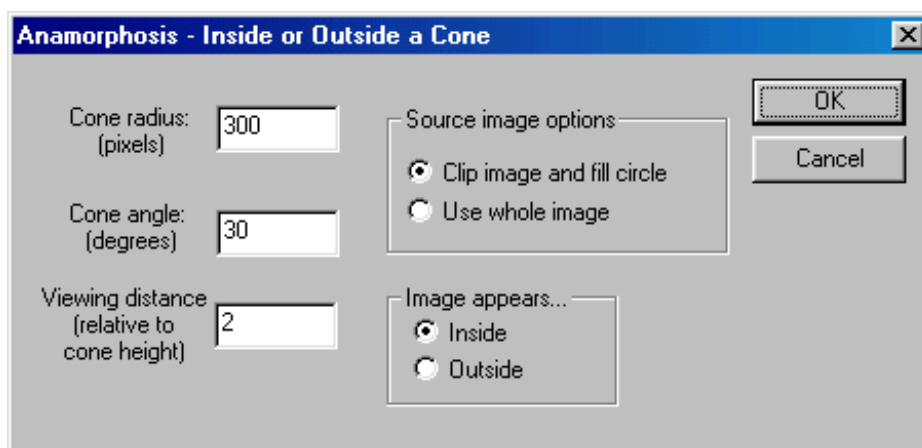 Anamorphosis - Inside or Outside a Cone
Cone radius:
(pixels)
300
Cone angle:
(degrees)
30
Viewing distance
(relative to
cone height)
2
Source image options
Clip image and fill circle
Use whole image
Image appears...
Inside
Outside
OK
Cancel